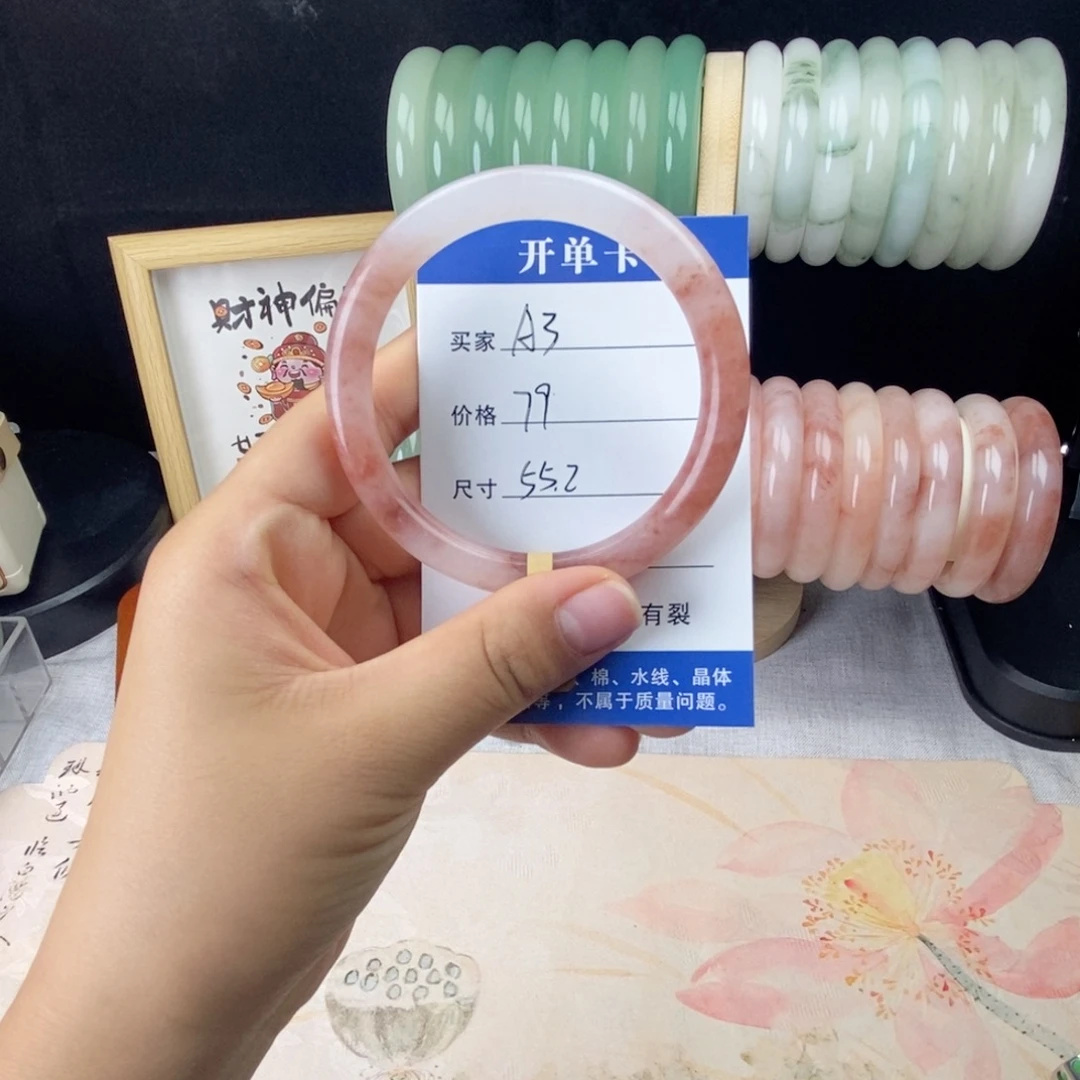 开单卡
买家 A3
价格 79
尺寸 55.2
有裂
棉、水线、晶体
等，不属于质量问题。
财神偏